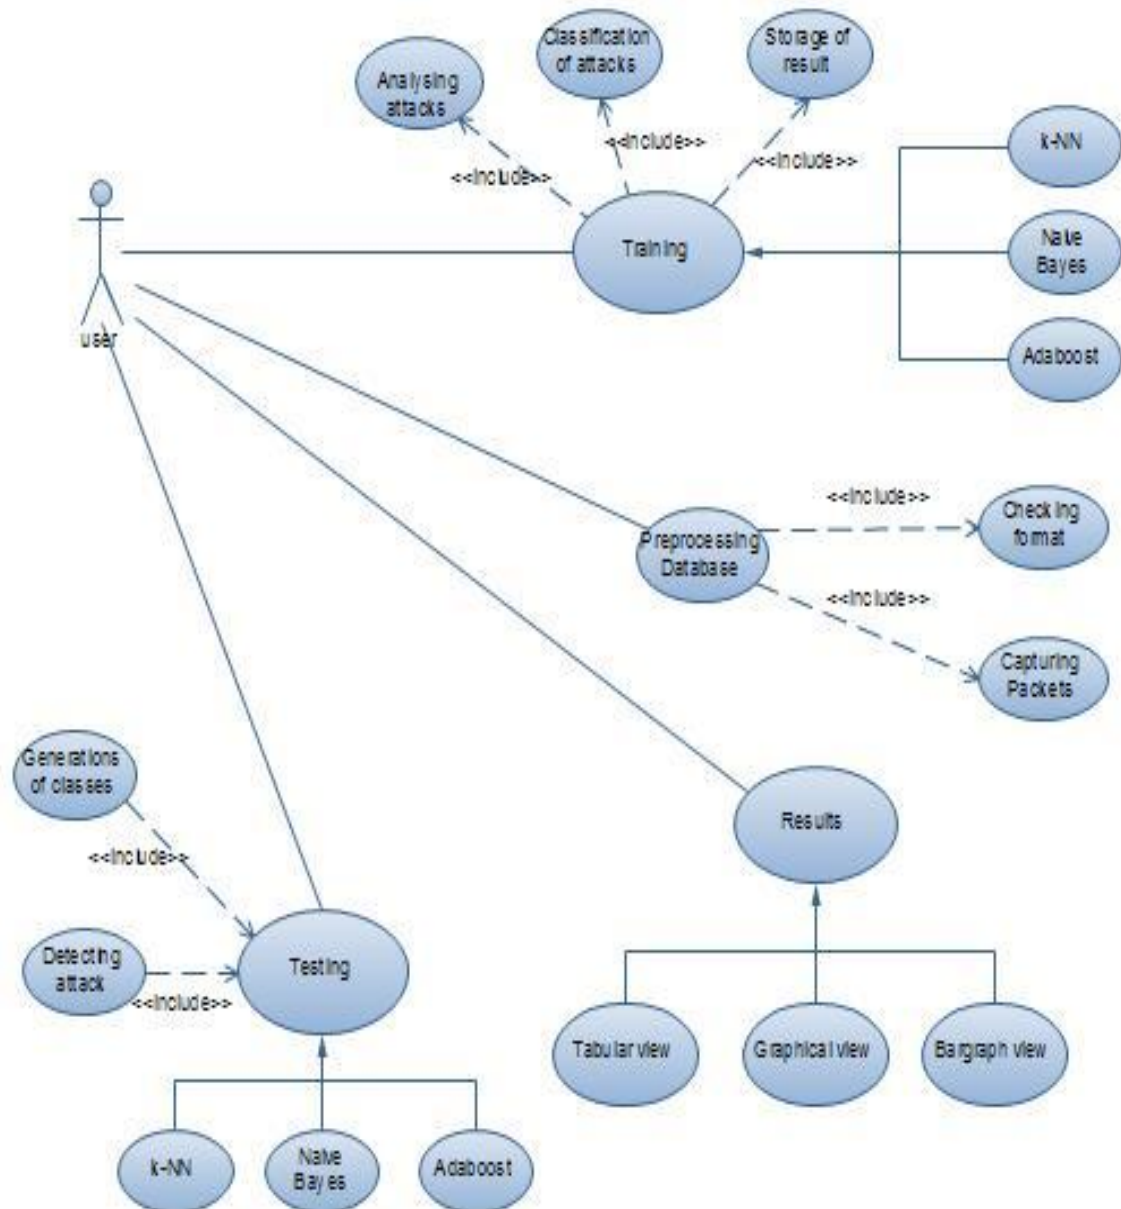 Classification
of attacks
Storage of
result
Analysing
attacks
<<include>>
<<include>>
<<include>>
k-NN
Training
Naïve
Bayes
user
Adaboost
<<include>>
Checking
format
Preprocessing
Database
<<include>>
Capturing
Packets
Generations
of classes
Results
<<include>>
Detecting
attack
Testing
<<include>>
Tabular view
Graphical view
Bargraph view
k-NN
Naïve
Bayes
Adaboost